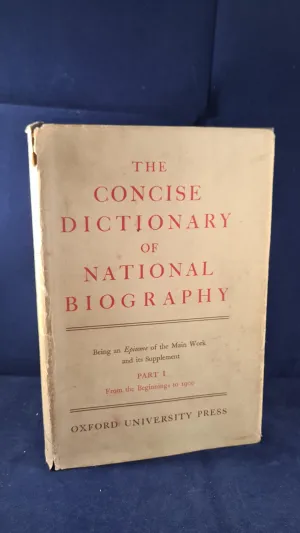 THE
CONCISE
DICTIONARY
OF
NATIONAL
BIOGRAPHY
Being an Epitome of the Main Work
and its Supplement
PART I
From the Beginnings to 1900
OXFORD UNIVERSITY PRESS